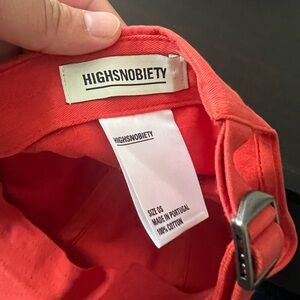 HIGHSNOBIETY
HIGHSNOBIETY
SIZE OS
MADE IN PORTUGAL
100% COTTON